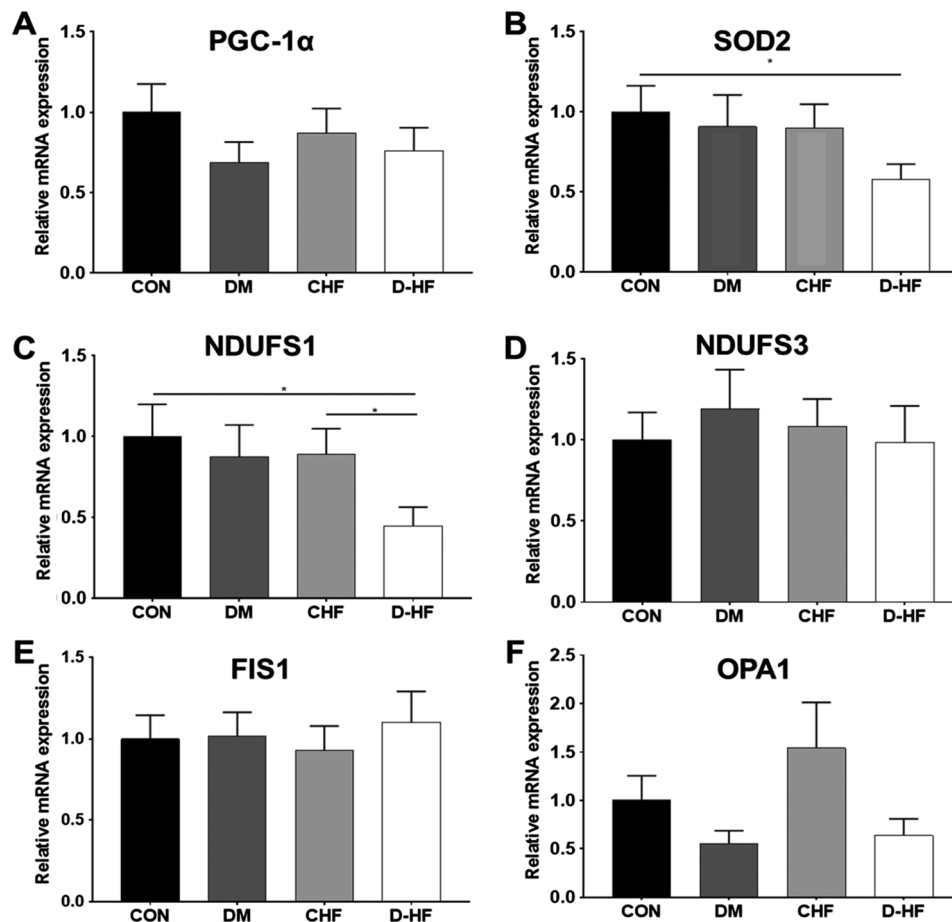 A
PGC-1α
Relative mRNA expression
1.5
1.0
0.5
0.0
CON DM CHF D-HF
B
SOD2
*
Relative mRNA expression
1.5
1.0
0.5
0.0
CON DM CHF D-HF
C
NDUFS1
*
*
Relative mRNA expression
1.5
1.0
0.5
0.0
CON DM CHF D-HF
D
NDUFS3
Relative mRNA expression
1.5
1.0
0.5
0.0
CON DM CHF D-HF
E
FIS1
Relative mRNA expression
1.5
1.0
0.5
0.0
CON DM CHF D-HF
F
OPA1
Relative mRNA expression
2.5
2.0
1.5
1.0
0.5
0.0
CON DM CHF D-HF